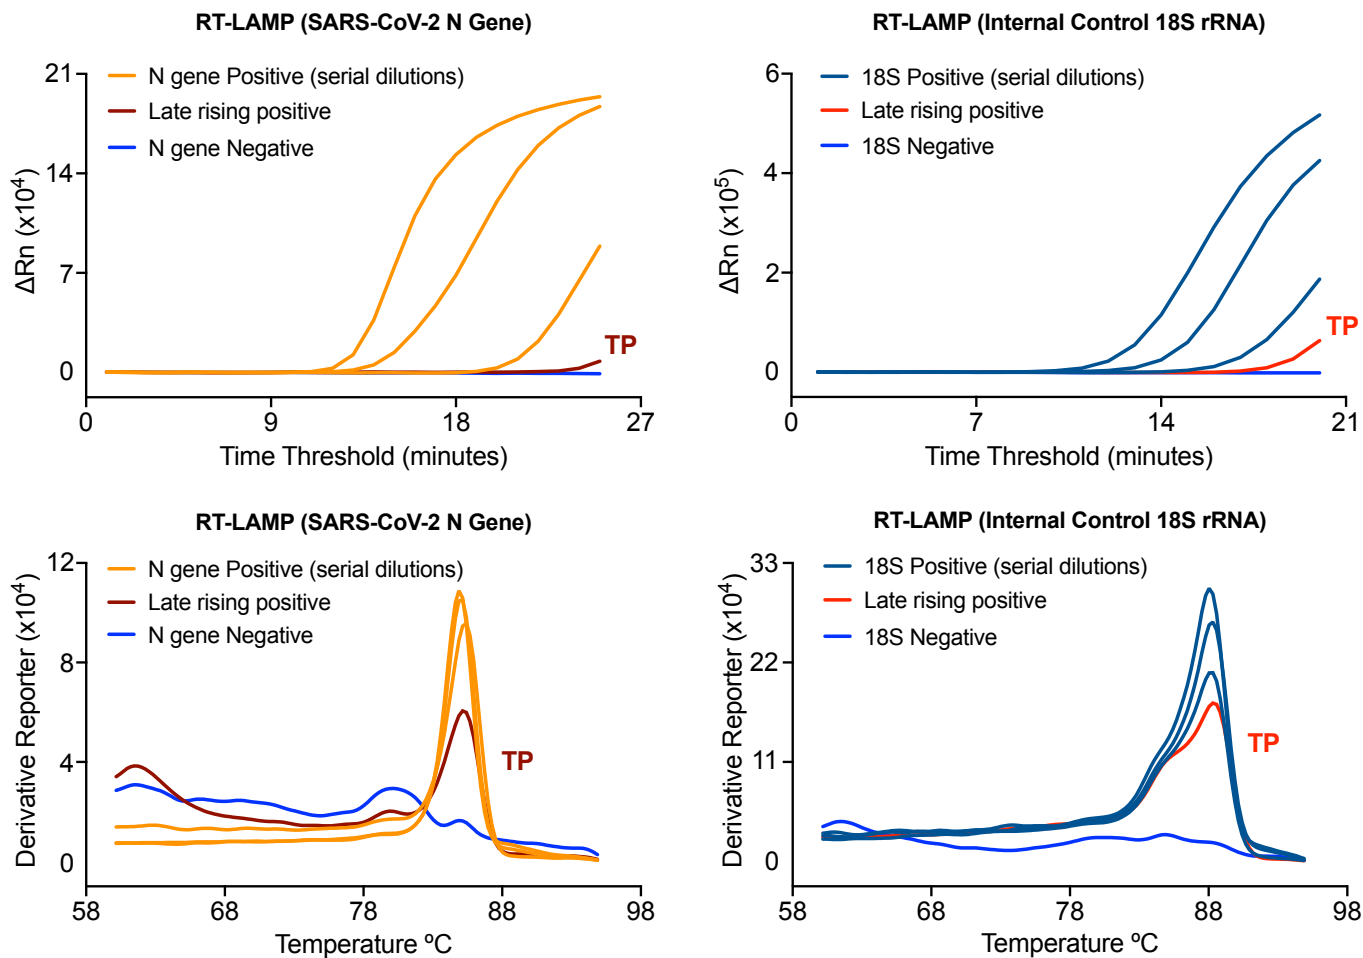 RT-LAMP (SARS-CoV-2 N Gene)
21
14
7
0
ΔRn (x10⁴)
N gene Positive (serial dilutions)
Late rising positive
N gene Negative
TP
0
9
18
27
Time Threshold (minutes)
RT-LAMP (Internal Control 18S rRNA)
6
4
2
0
ΔRn (x10⁵)
18S Positive (serial dilutions)
Late rising positive
18S Negative
TP
0
7
14
21
Time Threshold (minutes)
RT-LAMP (SARS-CoV-2 N Gene)
12
8
4
0
Derivative Reporter (x10⁴)
N gene Positive (serial dilutions)
Late rising positive
N gene Negative
TP
58
68
78
88
98
Temperature ºC
RT-LAMP (Internal Control 18S rRNA)
33
22
11
0
Derivative Reporter (x10⁴)
18S Positive (serial dilutions)
Late rising positive
18S Negative
TP
58
68
78
88
98
Temperature ºC